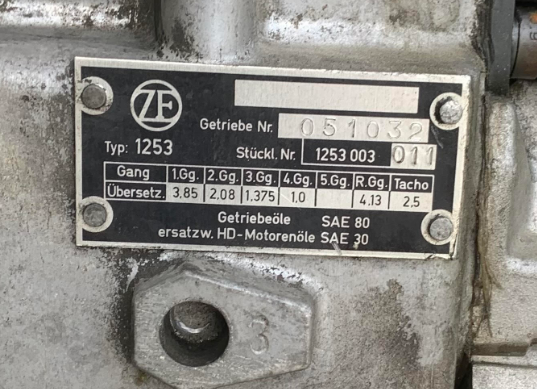 ZF
Getriebe Nr. 051032
Typ: 1253 Stückl. Nr. 1253 003 011
Gang 1.Gg. 2.Gg. 3.Gg. 4.Gg. 5.Gg. R.Gg. Tacho
Übersetz. 3,85 2,08 1,375 1,0 4,13 2,5
Getriebeöle SAE 80
ersatzw. HD-Motorenöle SAE 30
3